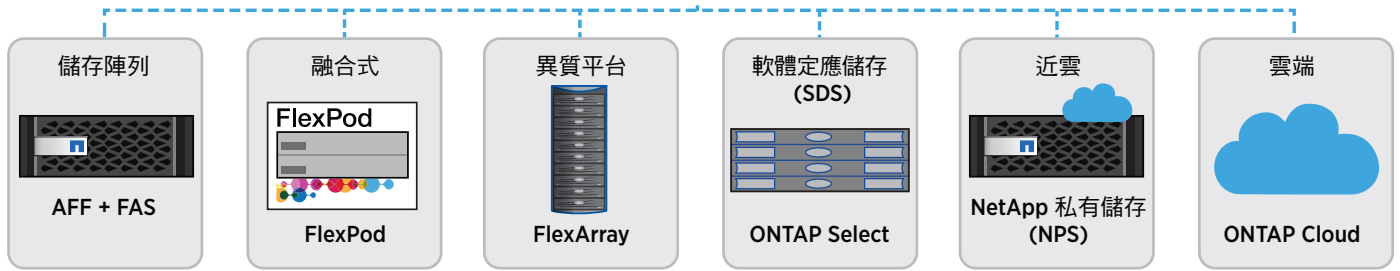 儲存陣列
AFF + FAS
融合式
FlexPod
FlexPod
異質平台
FlexArray
軟體定應儲存
(SDS)
ONTAP Select
近雲
NetApp 私有儲存
(NPS)
雲端
ONTAP Cloud